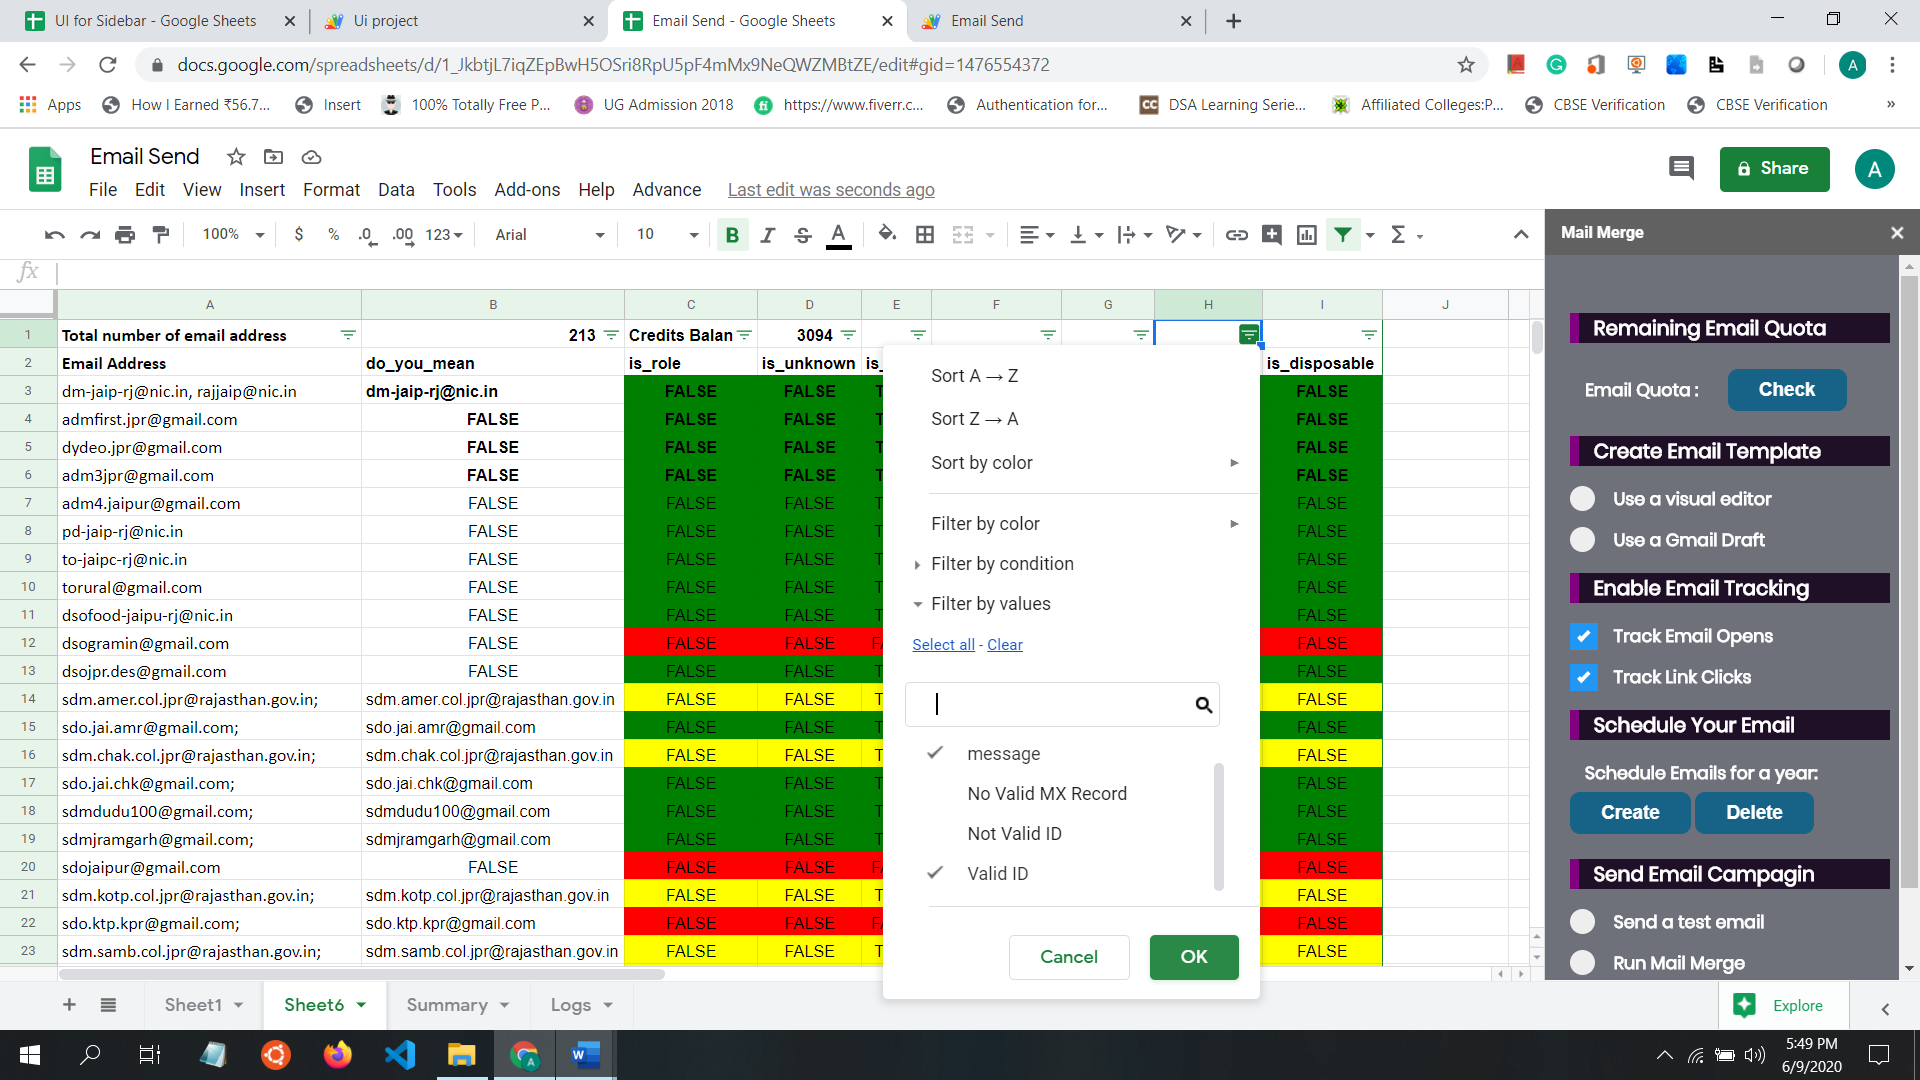 UI for Sidebar - Google Sheets
Ui project
Email Send - Google Sheets
Email Send
docs.google.com/spreadsheets/d/1_JkbtjL7iqZEpBwH5OSri8RpU5pF4mMx9NeQWZMBtZE/edit#gid=1476554372
A
Apps
How I Earned ₹56.7...
Insert
100% Totally Free P...
UG Admission 2018
https://www.fiverr.c...
Authentication for...
DSA Learning Serie...
Affiliated Colleges:P...
CBSE Verification
CBSE Verification
»
Email Send
File Edit View Insert Format Data Tools Add-ons Help Advance Last edit was seconds ago
Share
A
100% $ % .0 .00 123 Arial 10 B I S A Σ
fx
A B C D E F G H I J
1 Total number of email address 213 Credits Balan 3094
2 Email Address do_you_mean is_role is_unknown is_ is_disposable
3 dm-jaip-rj@nic.in, rajjaip@nic.in dm-jaip-rj@nic.in FALSE FALSE T FALSE
4 admfirst.jpr@gmail.com FALSE FALSE FALSE T FALSE
5 dydeo.jpr@gmail.com FALSE FALSE FALSE T FALSE
6 adm3jpr@gmail.com FALSE FALSE FALSE T FALSE
7 adm4.jaipur@gmail.com FALSE FALSE FALSE T FALSE
8 pd-jaip-rj@nic.in FALSE FALSE FALSE T FALSE
9 to-jaipc-rj@nic.in FALSE FALSE FALSE T FALSE
10 torural@gmail.com FALSE FALSE FALSE T FALSE
11 dsofood-jaipu-rj@nic.in FALSE FALSE FALSE T FALSE
12 dsogramin@gmail.com FALSE FALSE FALSE FA FALSE
13 dsojpr.des@gmail.com FALSE FALSE FALSE T FALSE
14 sdm.amer.col.jpr@rajasthan.gov.in; sdm.amer.col.jpr@rajasthan.gov.in FALSE FALSE T FALSE
15 sdo.jai.amr@gmail.com; sdo.jai.amr@gmail.com FALSE FALSE T FALSE
16 sdm.chak.col.jpr@rajasthan.gov.in; sdm.chak.col.jpr@rajasthan.gov.in FALSE FALSE T FALSE
17 sdo.jai.chk@gmail.com; sdo.jai.chk@gmail.com FALSE FALSE T FALSE
18 sdmdudu100@gmail.com; sdmdudu100@gmail.com FALSE FALSE T FALSE
19 sdmjramgarh@gmail.com; sdmjramgarh@gmail.com FALSE FALSE T FALSE
20 sdojaipur@gmail.com FALSE FALSE FALSE FA FALSE
21 sdm.kotp.col.jpr@rajasthan.gov.in; sdm.kotp.col.jpr@rajasthan.gov.in FALSE FALSE T FALSE
22 sdo.ktp.kpr@gmail.com; sdo.ktp.kpr@gmail.com FALSE FALSE FA FALSE
23 sdm.samb.col.jpr@rajasthan.gov.in; sdm.samb.col.jpr@rajasthan.gov.in FALSE FALSE T FALSE
Sort A → Z
Sort Z → A
Sort by color
Filter by color
Filter by condition
Filter by values
Select all - Clear
message
No Valid MX Record
Not Valid ID
Valid ID
Cancel
OK
Mail Merge
Remaining Email Quota
Email Quota : Check
Create Email Template
Use a visual editor
Use a Gmail Draft
Enable Email Tracking
Track Email Opens
Track Link Clicks
Schedule Your Email
Schedule Emails for a year:
Create Delete
Send Email Campagin
Send a test email
Run Mail Merge
Sheet1
Sheet6
Summary
Logs
Explore
5:49 PM
6/9/2020